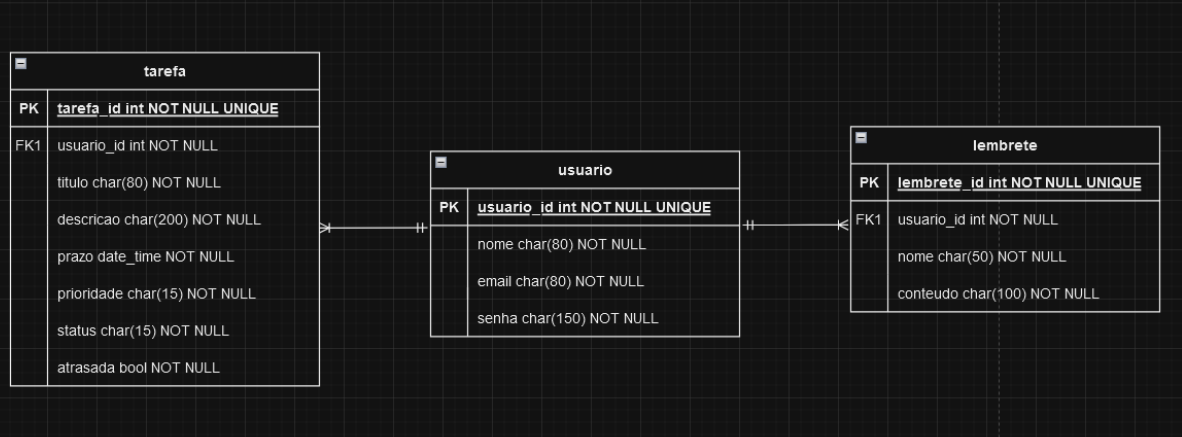 tarefa
PK tarefa_id int NOT NULL UNIQUE
FK1 usuario_id int NOT NULL
titulo char(80) NOT NULL
descricao char(200) NOT NULL
prazo date_time NOT NULL
prioridade char(15) NOT NULL
status char(15) NOT NULL
atrasada bool NOT NULL
usuario
PK usuario_id int NOT NULL UNIQUE
nome char(80) NOT NULL
email char(80) NOT NULL
senha char(150) NOT NULL
lembrete
PK lembrete_id int NOT NULL UNIQUE
FK1 usuario_id int NOT NULL
nome char(50) NOT NULL
conteudo char(100) NOT NULL